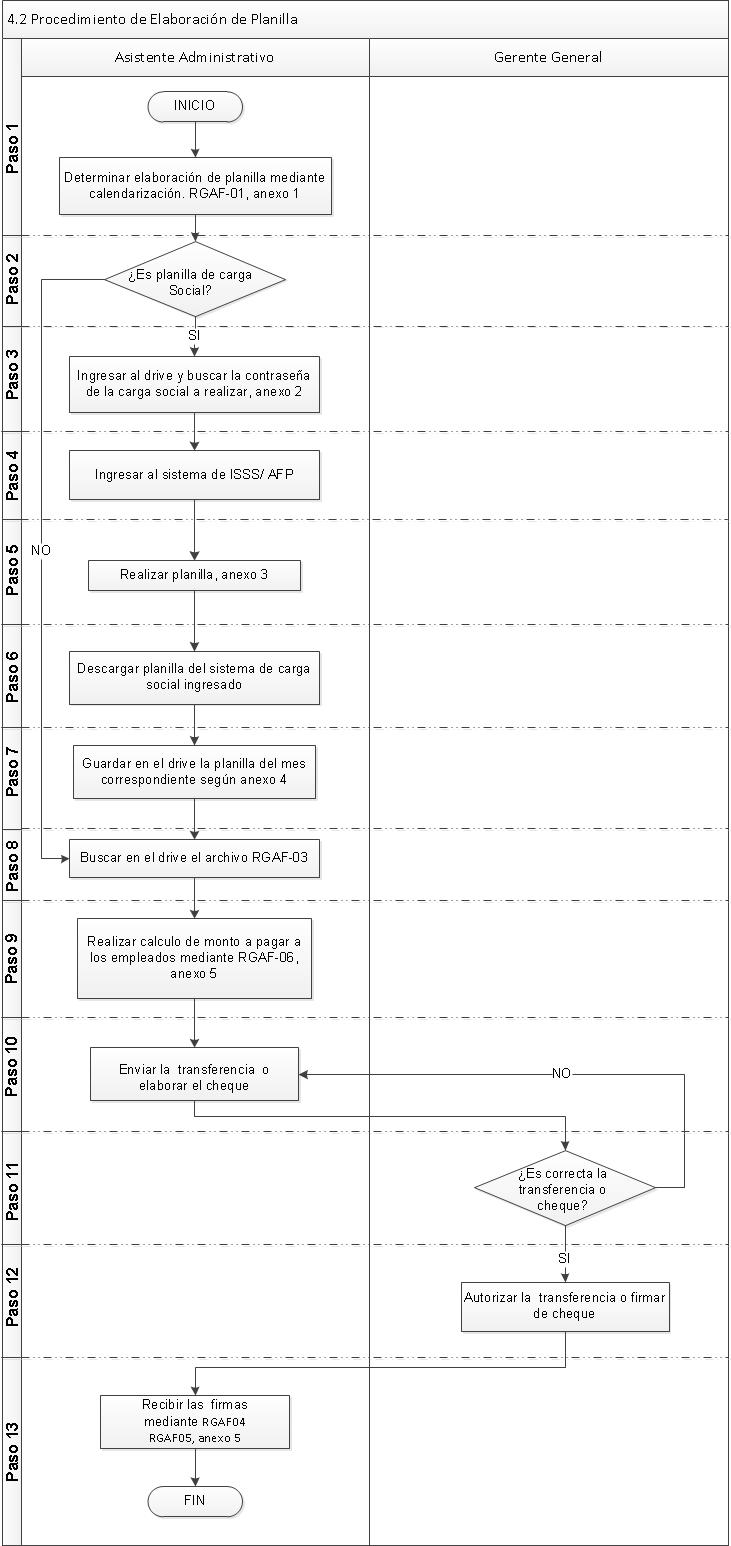 4.2 Procedimiento de Elaboración de Planilla
Asistente Administrativo
Gerente General
Paso 1
INICIO
Determinar elaboración de planilla mediante
calendarización. RGAF-01, anexo 1
Paso 2
¿Es planilla de carga
Social?
SI
Paso 3
Ingresar al drive y buscar la contraseña
de la carga social a realizar, anexo 2
Paso 4
Ingresar al sistema de ISSS/ AFP
NO
Paso 5
Realizar planilla, anexo 3
Paso 6
Descargar planilla del sistema de carga
social ingresado
Paso 7
Guardar en el drive la planilla del mes
correspondiente según anexo 4
Paso 8
Buscar en el drive el archivo RGAF-03
Paso 9
Realizar calculo de monto a pagar a
los empleados mediante RGAF-06,
anexo 5
Paso 10
Enviar la transferencia o
elaborar el cheque
NO
Paso 11
¿Es correcta la
transferencia o
cheque?
SI
Paso 12
Autorizar la transferencia o firmar
de cheque
Paso 13
Recibir las firmas
mediante RGAF04
RGAF05, anexo 5
FIN